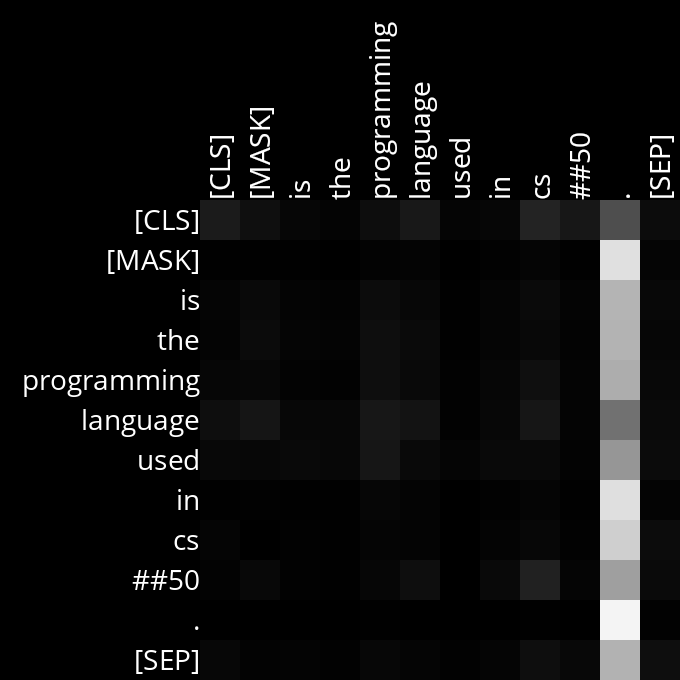 [CLS]
[MASK]
is
the
programming
language
used
in
cs
##50
.
[SEP]
[CLS]
[MASK]
is
the
programming
language
used
in
cs
##50
.
[SEP]